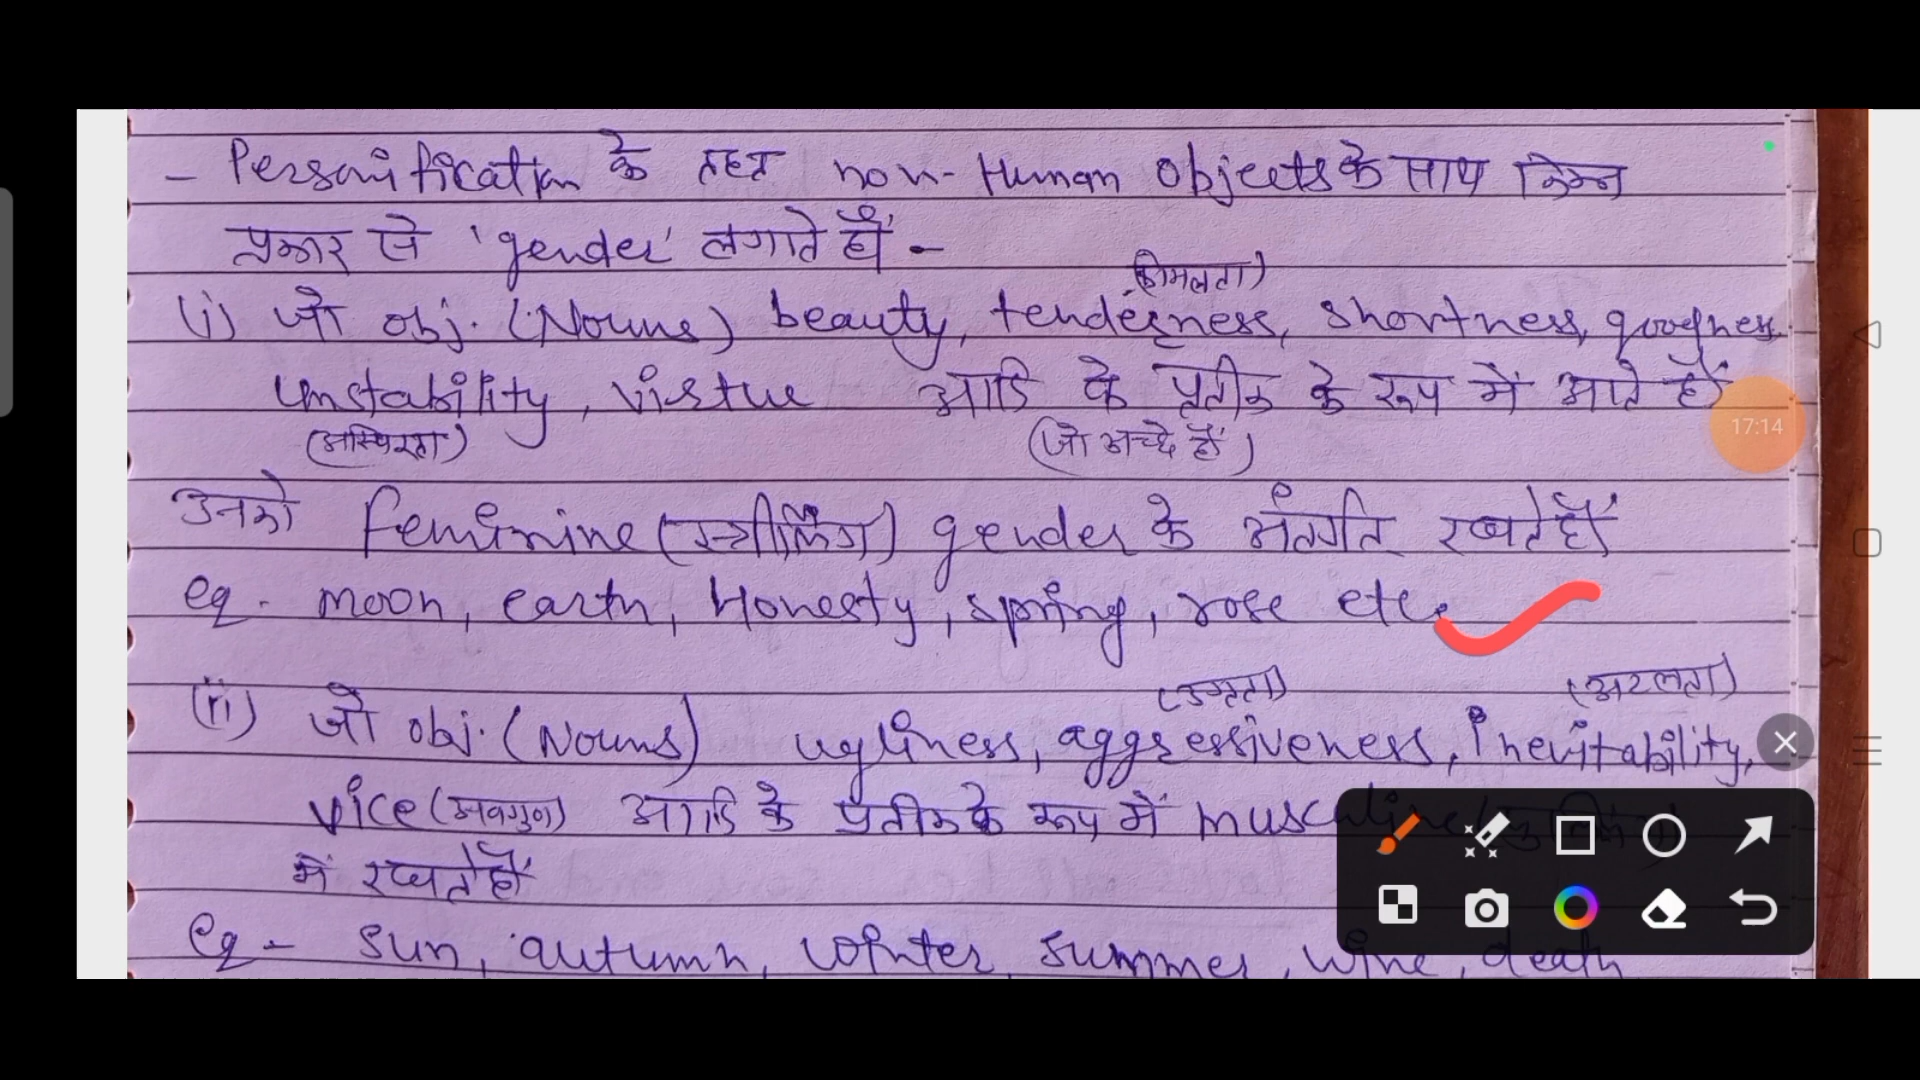 - Personification के तहत non-Human objects के साथ निम्न
प्रकार से 'gender' लगाते हैं -
(कोमलता)
(i) जो obj. (Nouns) beauty, tenderness, shortness, goodness
unstability, virtue आदि के प्रतीक के रूप में आते हैं
(अस्थिरता) (जो अच्छे हैं)
17:14
उनको Feminine (स्त्रीलिंग) gender के अंतर्गत रखते हैं
eg. moon, earth, Honesty, spring, rose etc.
(उग्रता) (अटलता)
(ii) जो obj. (Nouns) ugliness, aggressiveness, inevitability,
vice (अवगुण) आदि के प्रतीक के रूप में musculine
में रखते हैं
eg - sun, autumn, winter, summer, wine, death